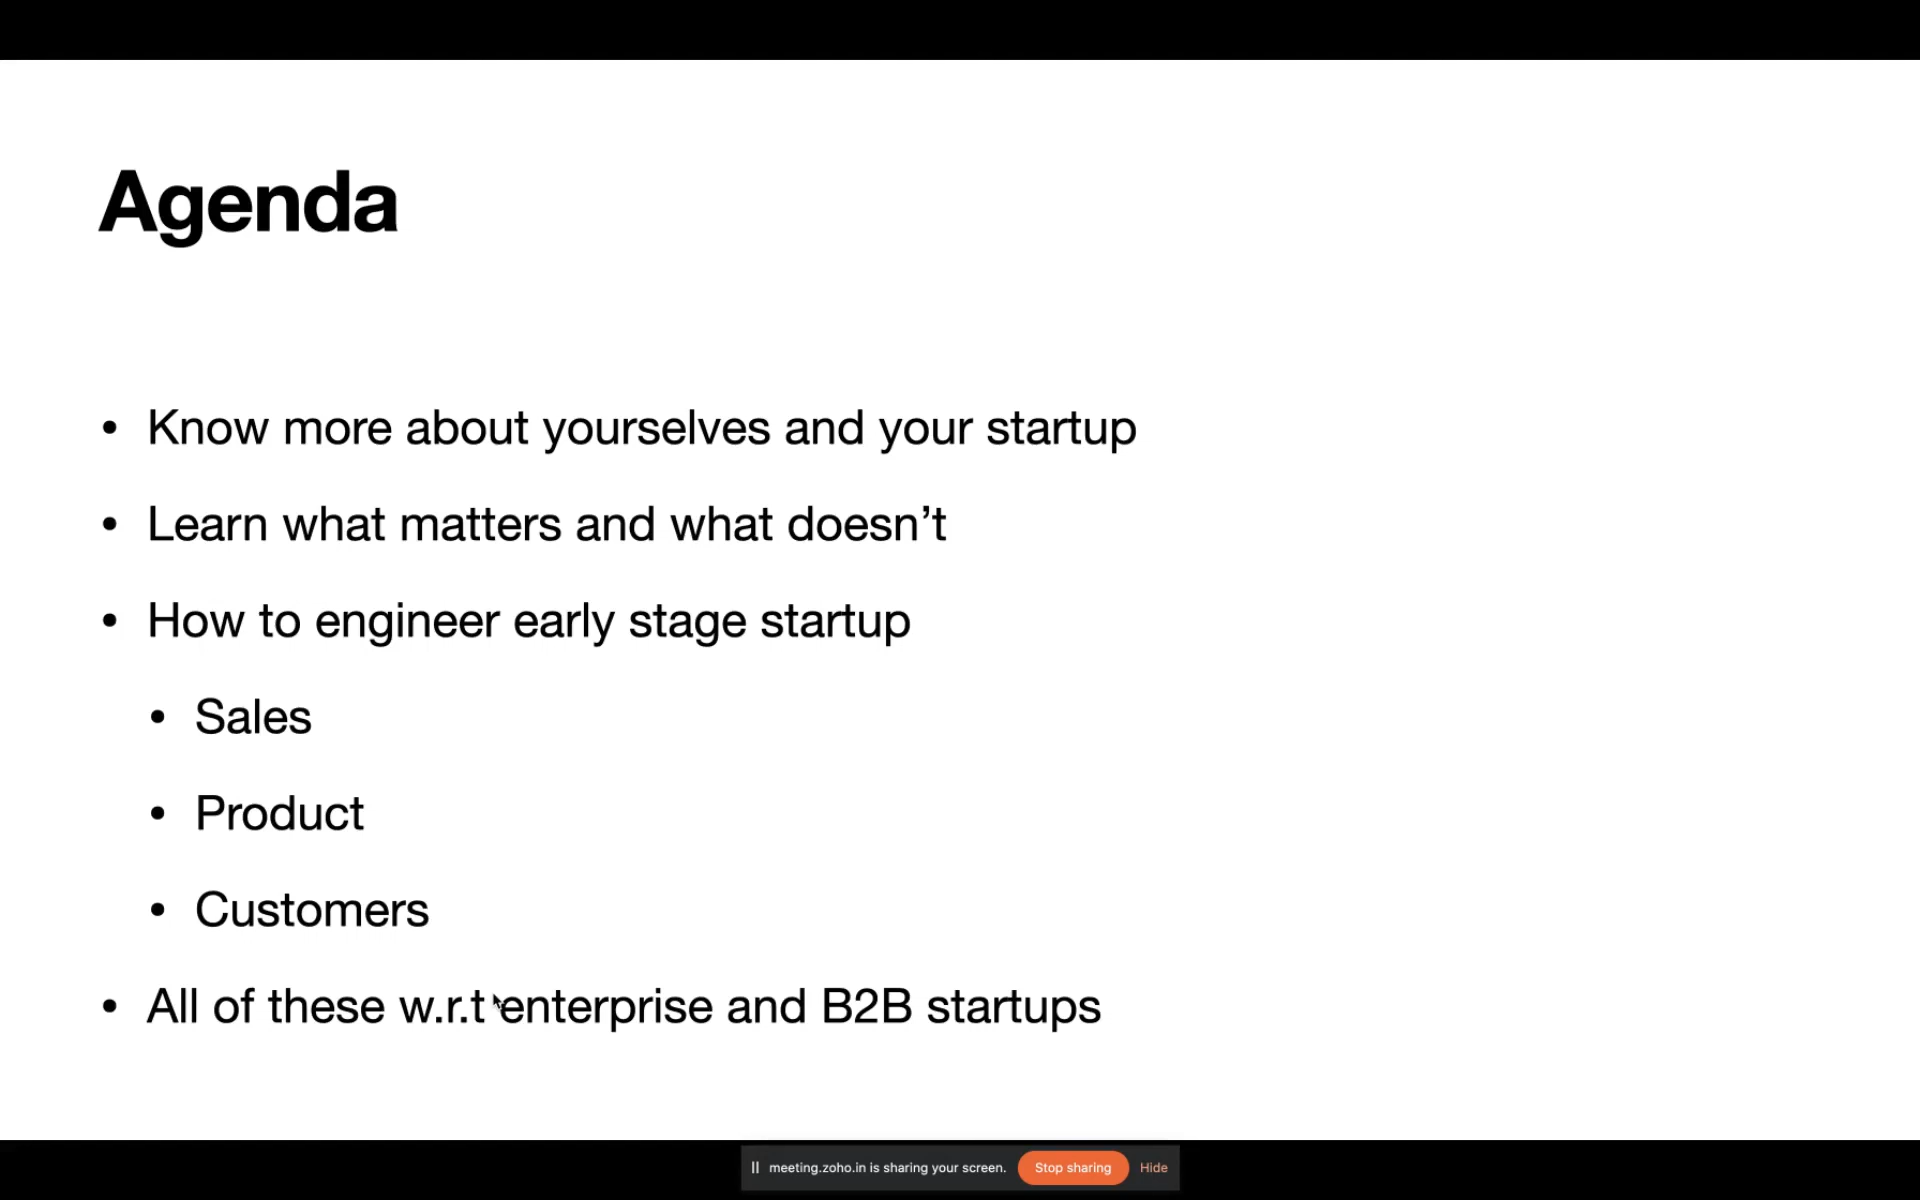 Agenda
• Know more about yourselves and your startup
• Learn what matters and what doesn’t
• How to engineer early stage startup
• Sales
• Product
• Customers
• All of these w.r.t enterprise and B2B startups
meeting.zoho.in is sharing your screen. Stop sharing Hide